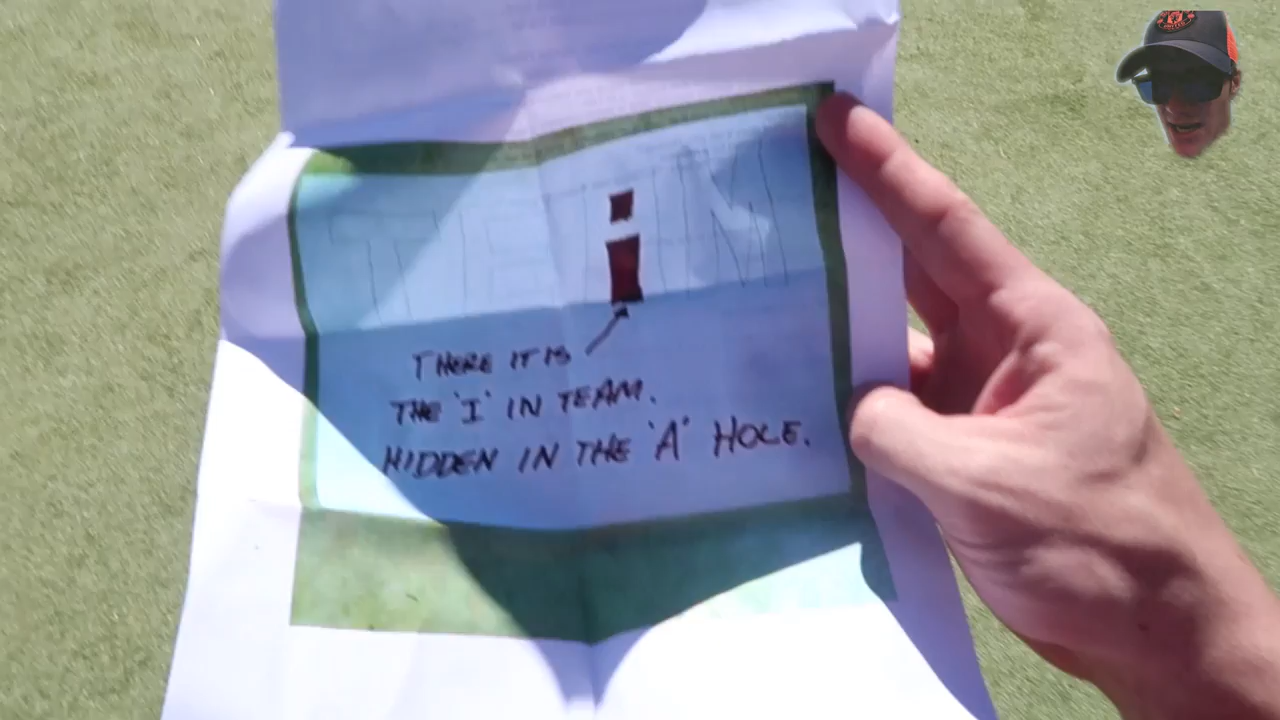 THERE IT IS
THE 'I' IN TEAM.
HIDDEN IN THE 'A' HOLE.